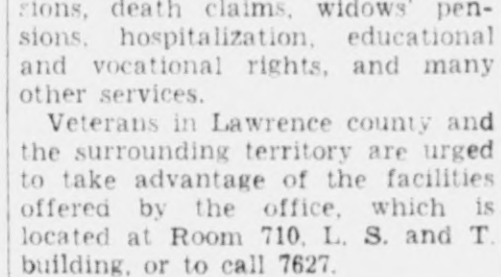 sions, death claims, widows' pen-
sions, hospitalization, educational
and vocational rights, and many
other services.
Veterans in Lawrence county and
the surrounding territory are urged
to take advantage of the facilities
offered by the office, which is
located at Room 710, L. S. and T.
building, or to call 7627.